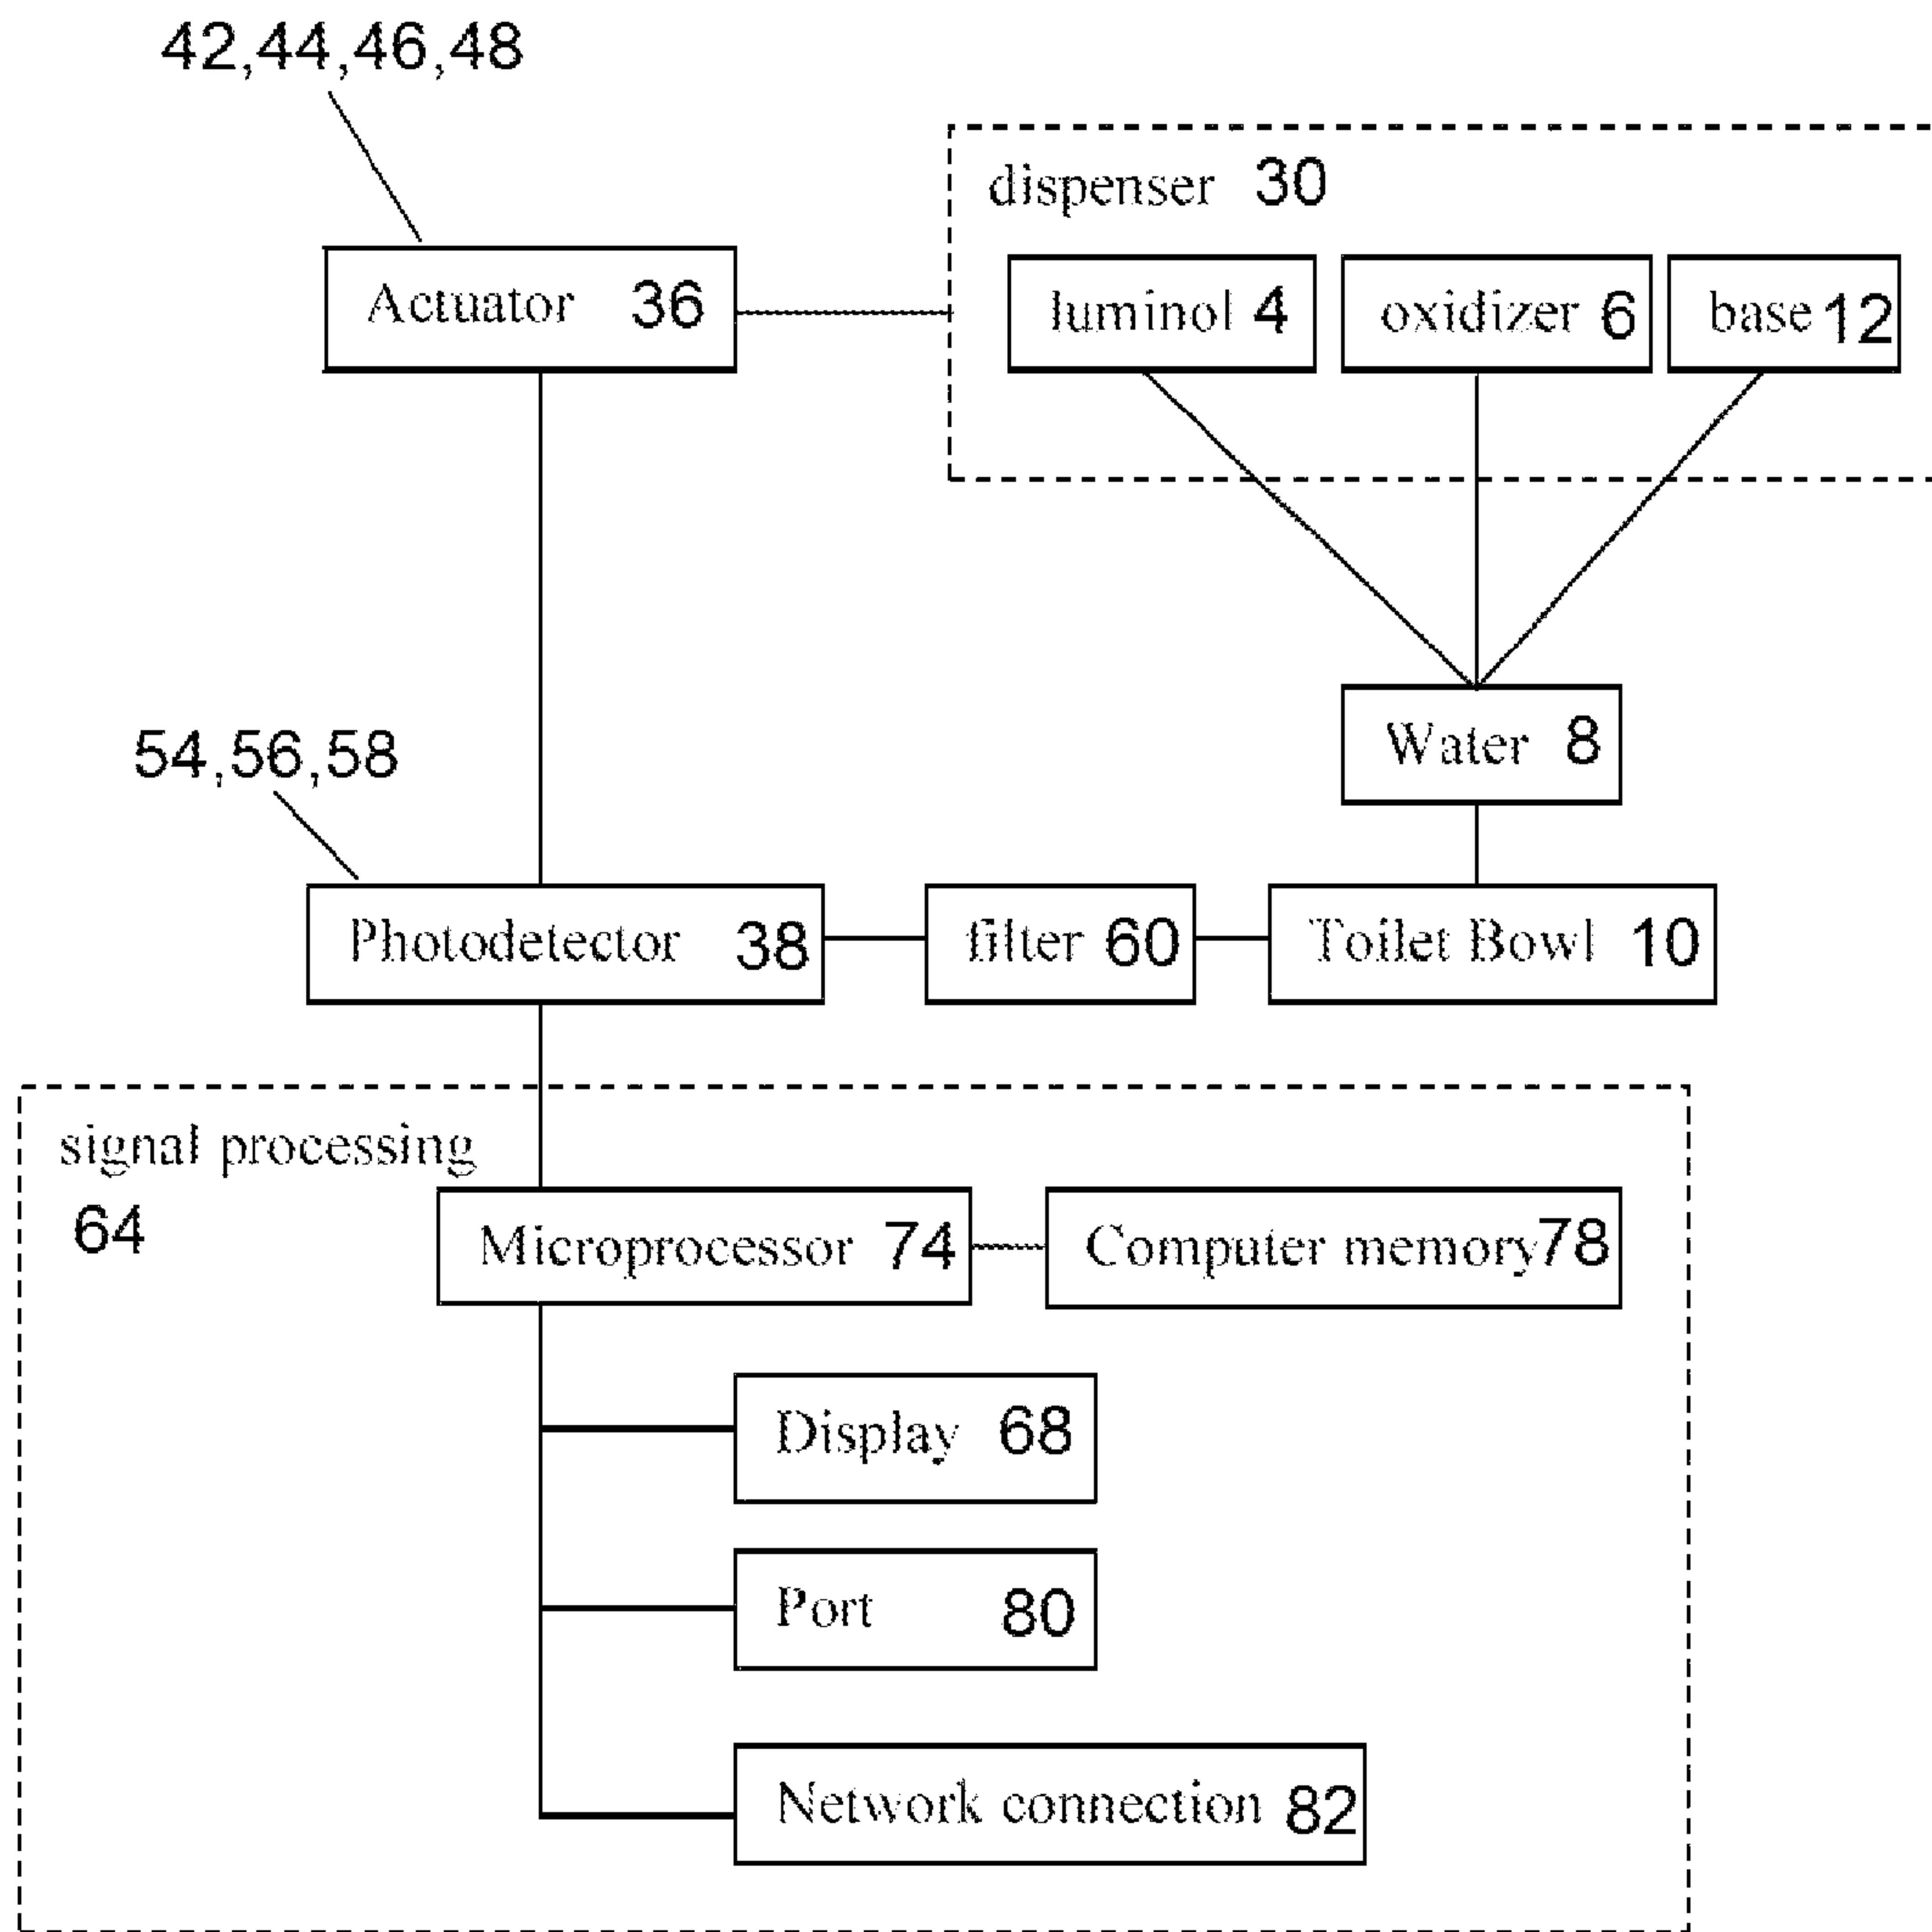 42,44,46,48
dispenser 30
Actuator 36
luminol 4
oxidizer 6
base 12
Water 8
54,56,58
Photodetector 38
filter 60
Toilet Bowl 10
signal processing
64
Microprocessor 74
Computer memory 78
Display 68
Port 80
Network connection 82